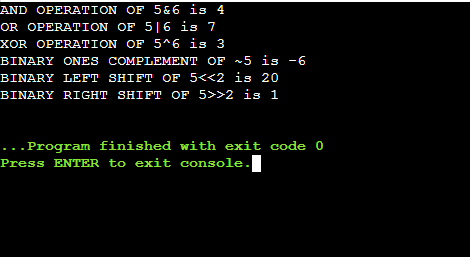 AND OPERATION OF 5&6 is 4
OR OPERATION OF 5|6 is 7
XOR OPERATION OF 5^6 is 3
BINARY ONES COMPLEMENT OF ~5 is -6
BINARY LEFT SHIFT OF 5<<2 is 20
BINARY RIGHT SHIFT OF 5>>2 is 1
...Program finished with exit code 0
Press ENTER to exit console.